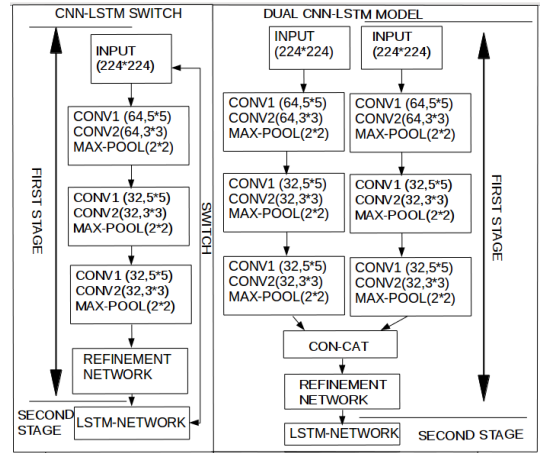 CNN-LSTM SWITCH
INPUT
(224*224)
CONV1 (64,5*5)
CONV2(64,3*3)
MAX-POOL(2*2)
CONV1 (32,5*5)
CONV2(32,3*3)
MAX-POOL(2*2)
CONV1 (32,5*5)
CONV2(32,3*3)
MAX-POOL(2*2)
REFINEMENT
NETWORK
LSTM-NETWORK
FIRST STAGE
SECOND
STAGE
SWITCH
DUAL CNN-LSTM MODEL
INPUT
(224*224)
INPUT
(224*224)
CONV1 (64,5*5)
CONV2(64,3*3)
MAX-POOL(2*2)
CONV1 (64,5*5)
CONV2(64,3*3)
MAX-POOL(2*2)
CONV1 (32,5*5)
CONV2(32,3*3)
MAX-POOL(2*2)
CONV1 (32,5*5)
CONV2(32,3*3)
MAX-POOL(2*2)
CONV1 (32,5*5)
CONV2(32,3*3)
MAX-POOL(2*2)
CONV1 (32,5*5)
CONV2(32,3*3)
MAX-POOL(2*2)
CON-CAT
REFINEMENT
NETWORK
LSTM-NETWORK
FIRST STAGE
SECOND STAGE